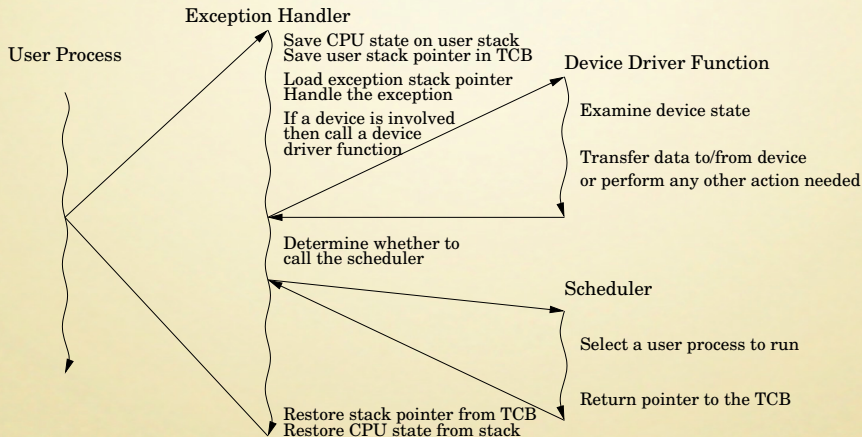 Exception Handler
User Process
Save CPU state on user stack
Save user stack pointer in TCB
Load exception stack pointer
Handle the exception
If a device is involved
then call a device
driver function
Device Driver Function
Examine device state
Transfer data to/from device
or perform any other action needed
Determine whether to
call the scheduler
Scheduler
Select a user process to run
Return pointer to the TCB
Restore stack pointer from TCB
Restore CPU state from stack